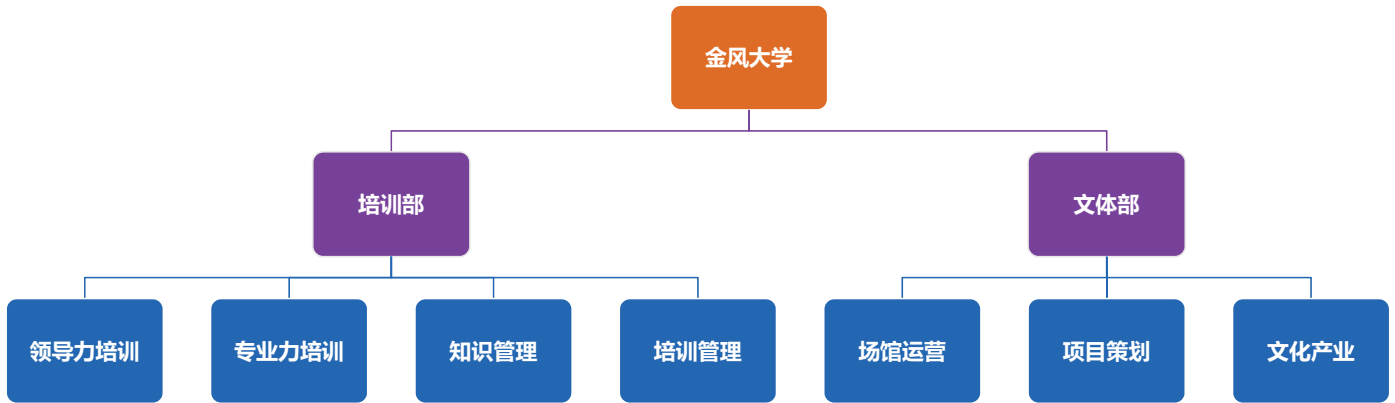 金风大学
培训部
文体部
领导力培训
专业力培训
知识管理
培训管理
场馆运营
项目策划
文化产业